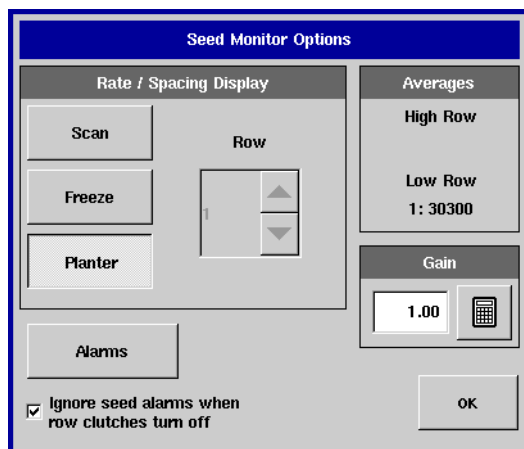 Seed Monitor Options
Rate / Spacing Display
Scan
Freeze
Planter
Row
1
Averages
High Row
Low Row
1: 30300
Gain
1.00
Alarms
Ignore seed alarms when
row clutches turn off
OK